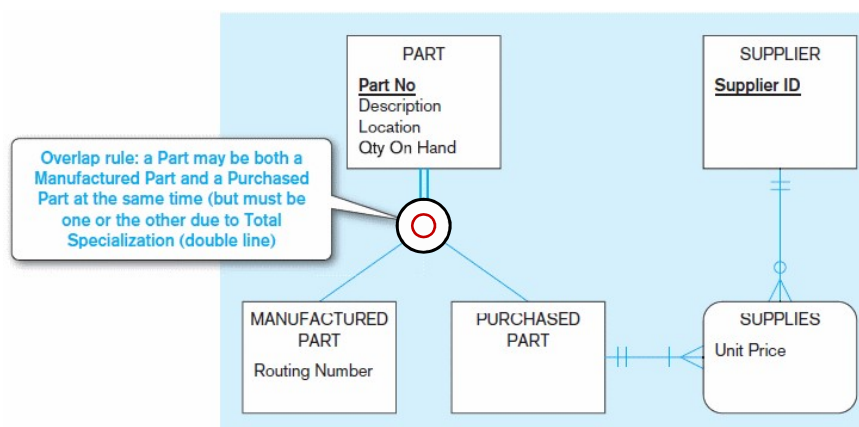 PART
Part No
Description
Location
Qty On Hand
SUPPLIER
Supplier ID
Overlap rule: a Part may be both a
Manufactured Part and a Purchased
Part at the same time (but must be
one or the other due to Total
Specialization (double line)
MANUFACTURED
PART
Routing Number
PURCHASED
PART
SUPPLIES
Unit Price